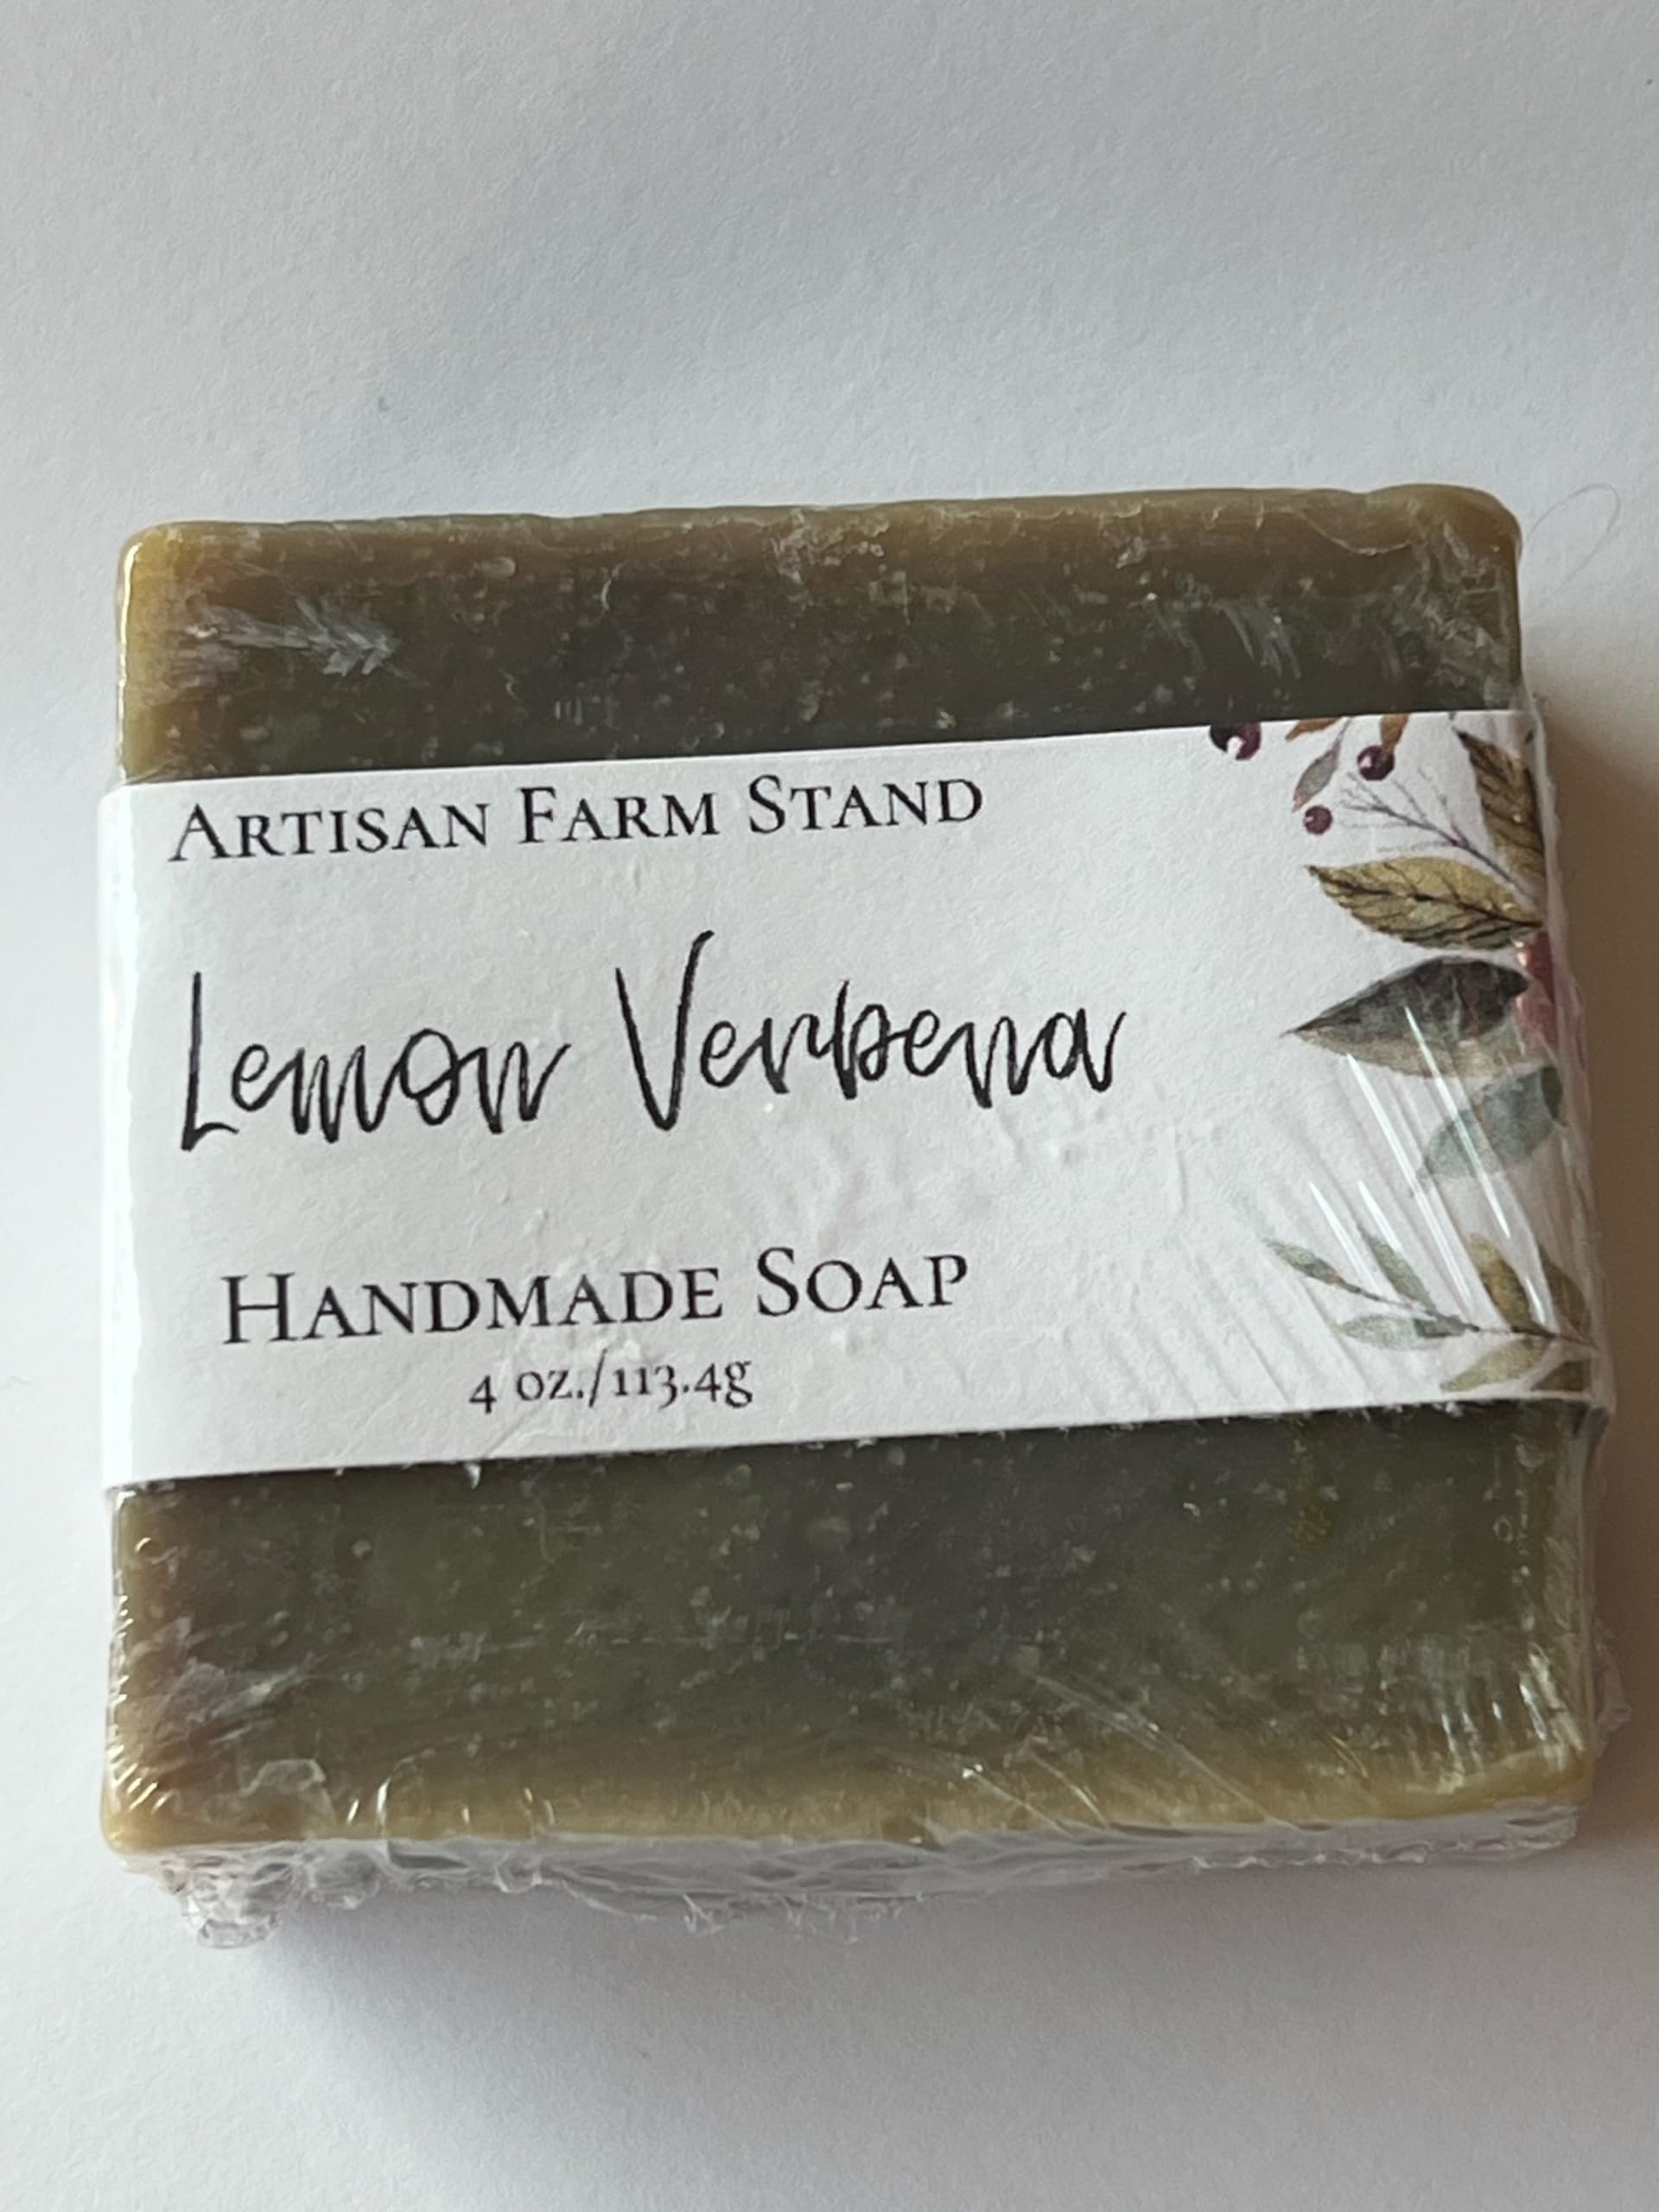 ARTISAN FARM STAND
Lemon Verbena
HANDMADE SOAP
4 oz./113.4g